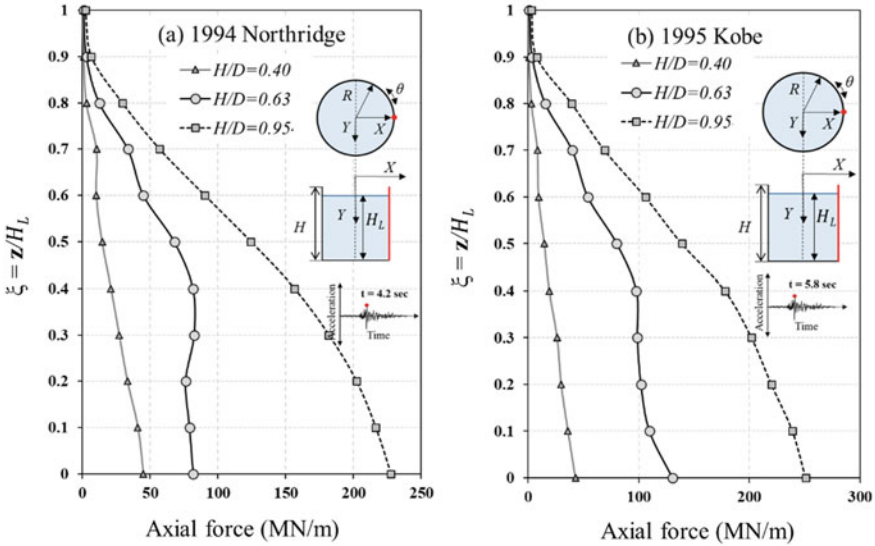 (a) 1994 Northridge
H/D=0.40
H/D=0.63
H/D=0.95
1
0.9
0.8
0.7
0.6
0.5
0.4
0.3
0.2
0.1
0
ξ = z/H_L
0 50 100 150 200 250
Axial force (MN/m)
R
θ
X
Y
X
H
Y
H_L
t = 4.2 sec
Acceleration
Time
(b) 1995 Kobe
H/D=0.40
H/D=0.63
H/D=0.95
1
0.9
0.8
0.7
0.6
0.5
0.4
0.3
0.2
0.1
0
ξ = z/H_L
0 100 200 300
Axial force (MN/m)
R
θ
X
Y
X
H
Y
H_L
t = 5.8 sec
Acceleration
Time